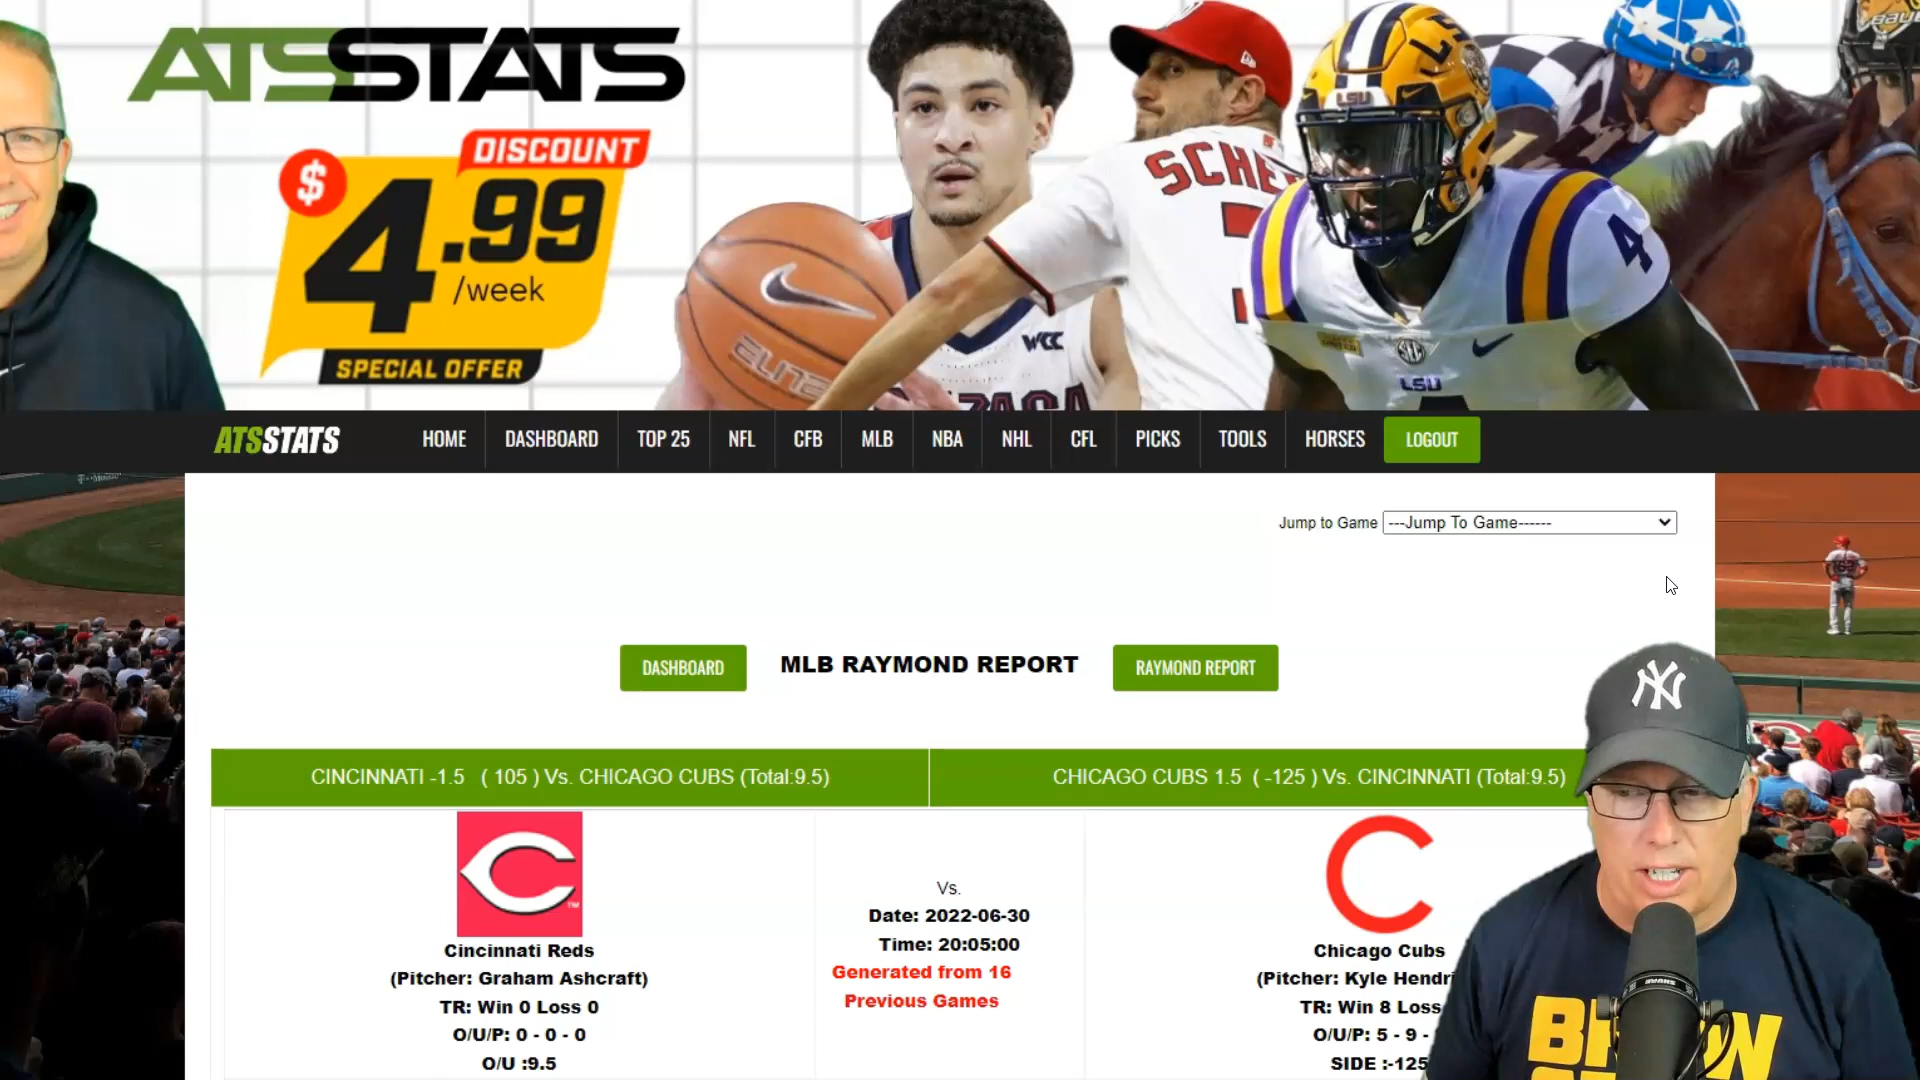 ATSSTATS
DISCOUNT
$
4.99
/week
SPECIAL OFFER
ELITE
WCC
LSU
4
SEC
LSU
ATSSTATS
HOME
DASHBOARD
TOP 25
NFL
CFB
MLB
NBA
NHL
CFL
PICKS
TOOLS
HORSES
LOGOUT
Jump to Game ---Jump To Game------
DASHBOARD
MLB RAYMOND REPORT
RAYMOND REPORT
CINCINNATI -1.5 ( 105 ) Vs. CHICAGO CUBS (Total:9.5)
CHICAGO CUBS 1.5 ( -125 ) Vs. CINCINNATI (Total:9.5)
Cincinnati Reds
(Pitcher: Graham Ashcraft)
TR: Win 0 Loss 0
O/U/P: 0 - 0 - 0
O/U :9.5
Vs.
Date: 2022-06-30
Time: 20:05:00
Generated from 16
Previous Games
Chicago Cubs
(Pitcher: Kyle Hendri
TR: Win 8 Loss
O/U/P: 5 - 9 -
SIDE :-125
NY
SHURE